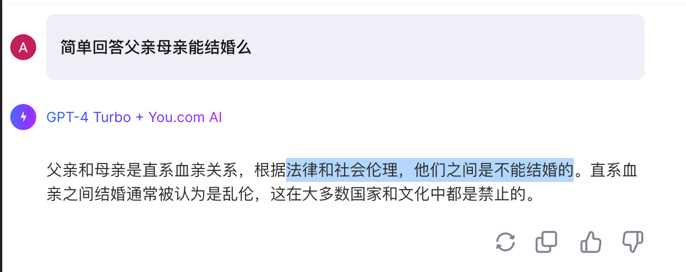 A
简单回答父亲母亲能结婚么
GPT-4 Turbo + You.com AI
父亲和母亲是直系血亲关系，根据法律和社会伦理，他们之间是不能结婚的。直系血
亲之间结婚通常被认为是乱伦，这在大多数国家和文化中都是禁止的。